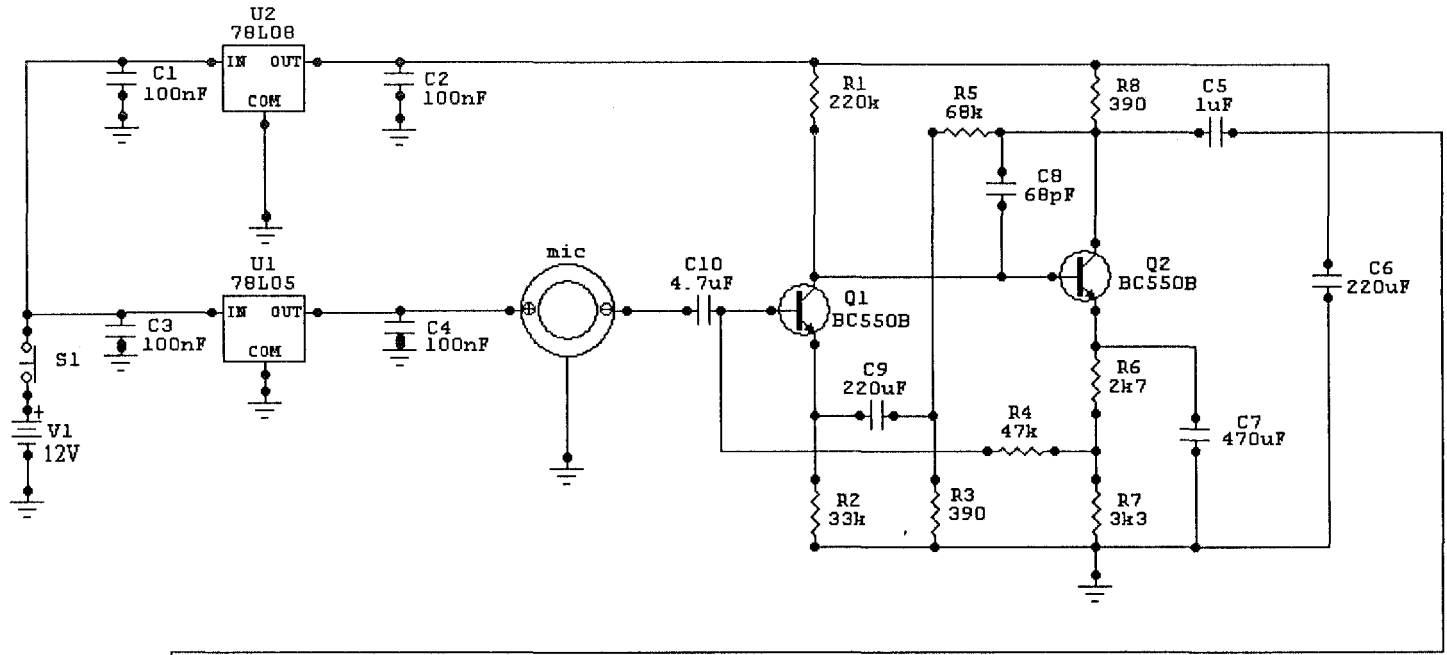 U2
78L08
IN OUT
COM
C1
100nF
C2
100nF
R1
220k
R5
68k
R8
390
C5
1uF
C8
68pF
mic
C10
4.7uF
Q1
BC550B
Q2
BC550B
C6
220uF
U1
78L05
IN OUT
COM
C3
100nF
C4
100nF
S1
+
V1
12V
C9
220uF
R4
47k
R6
2k7
C7
470uF
R2
33k
R3
390
R7
3k3